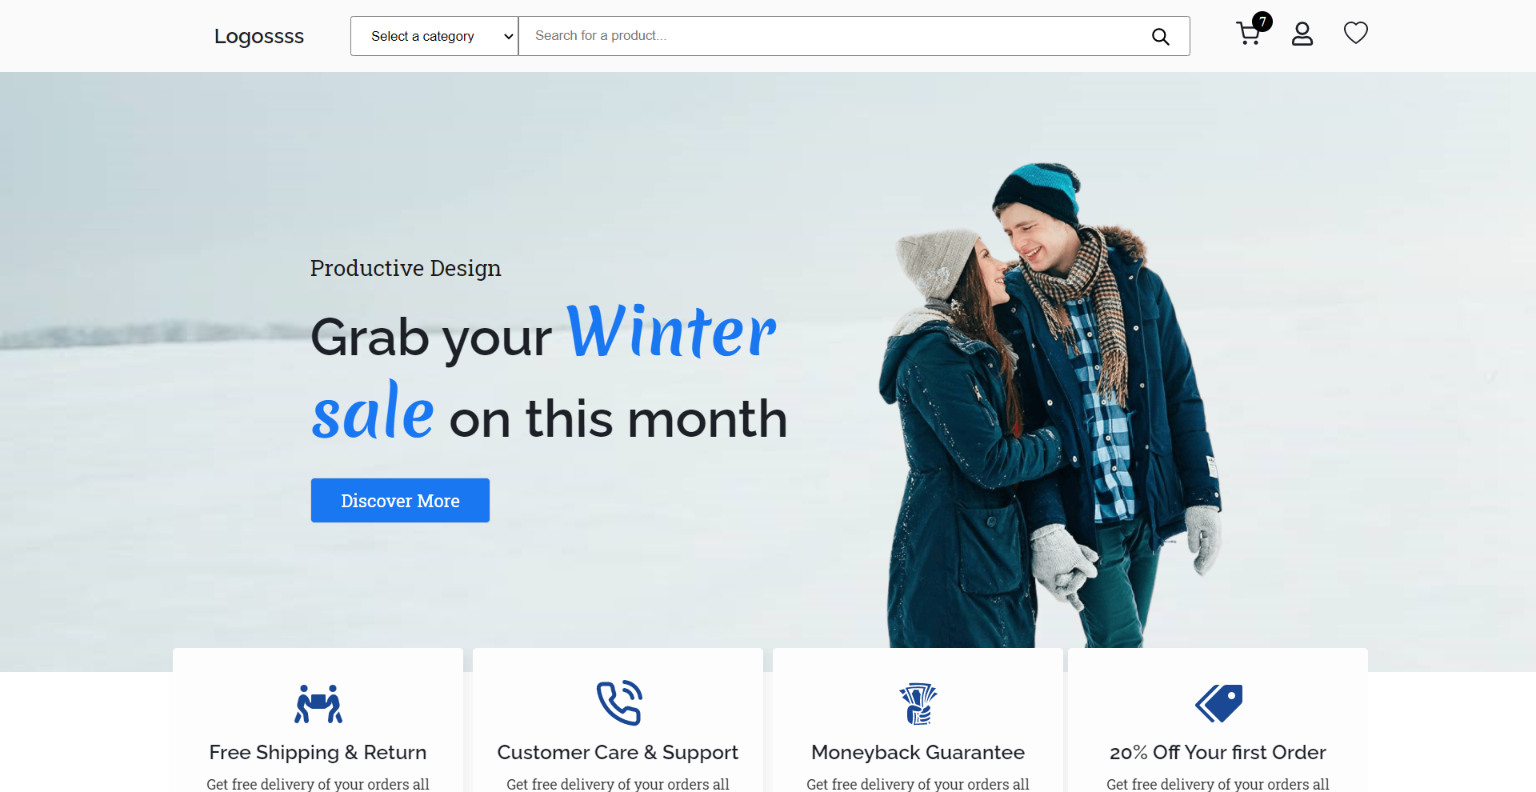 Logossss
Select a category
Search for a product...
7
Productive Design
Grab your Winter
sale on this month
Discover More
Free Shipping & Return
Customer Care & Support
Moneyback Guarantee
20% Off Your first Order
Get free delivery of your orders all
Get free delivery of your orders all
Get free delivery of your orders all
Get free delivery of your orders all